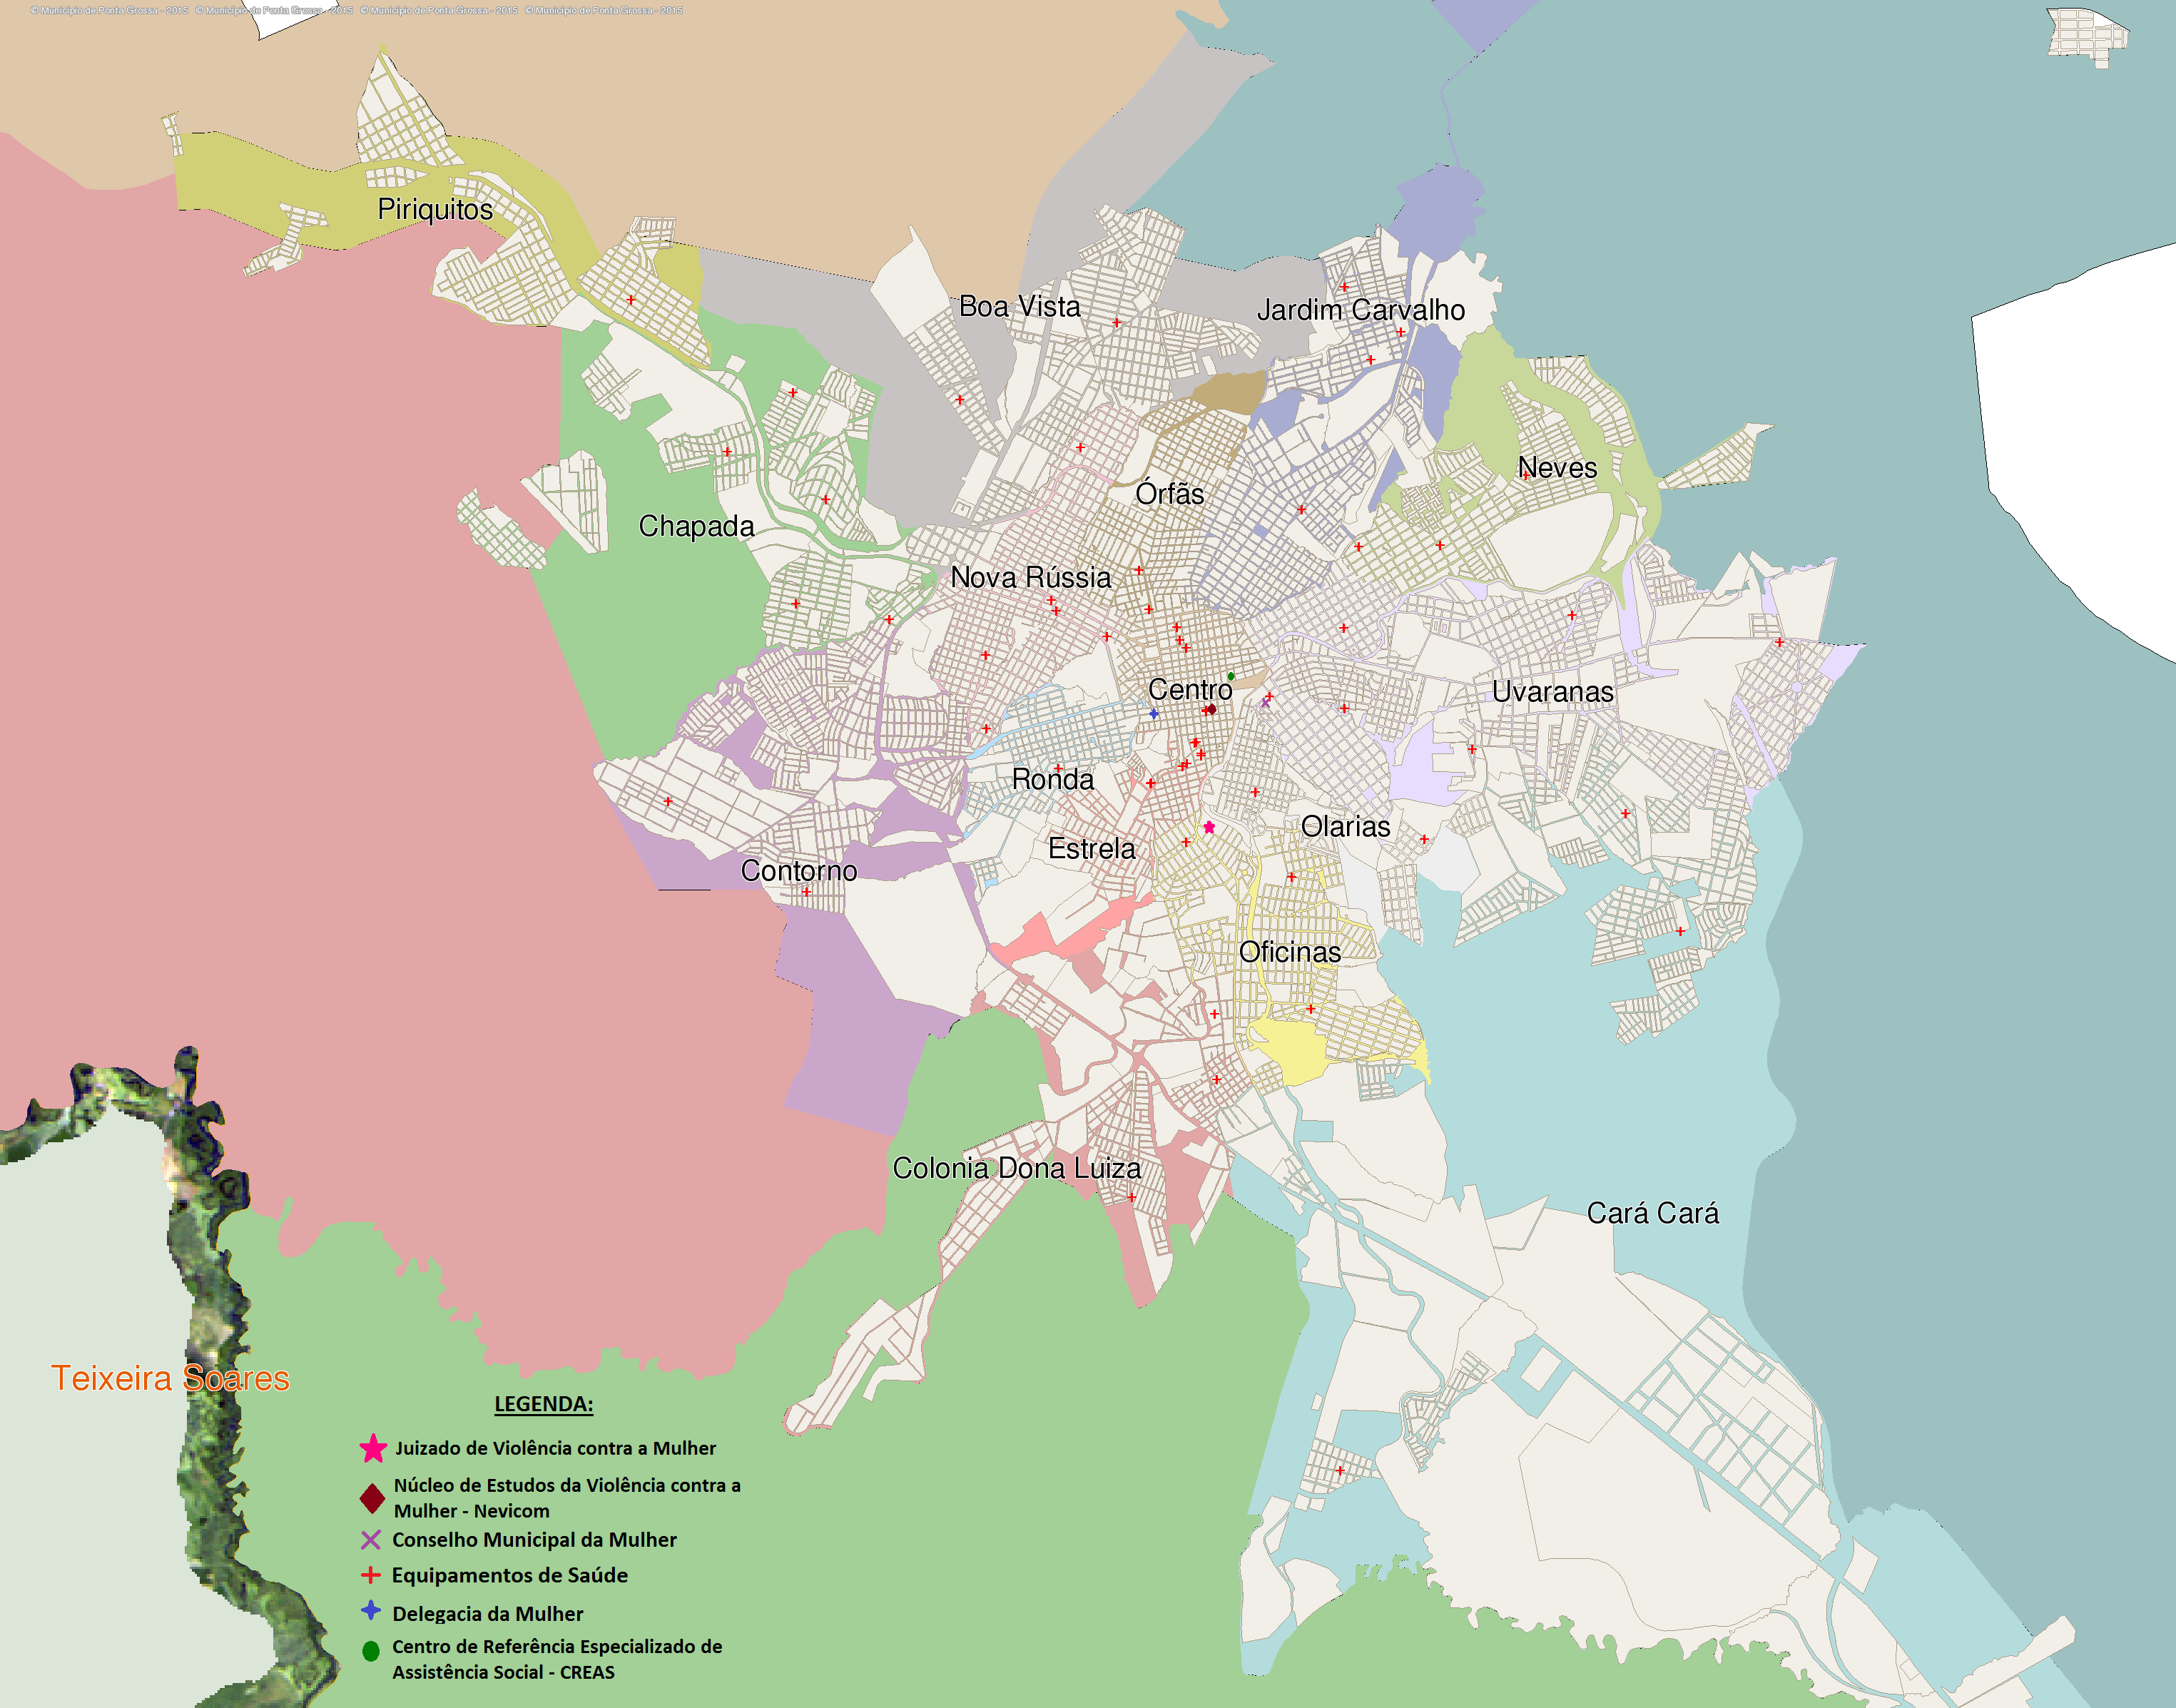 © Município de Ponta Grossa - 2015 © Município de Ponta Grossa - 2015 © Município de Ponta Grossa - 2015 © Município de Ponta Grossa - 2015
Piriquitos
Boa Vista
Jardim Carvalho
Neves
Órfãs
Chapada
Nova Rússia
Centro
Uvaranas
Ronda
Olarias
Estrela
Contorno
Oficinas
Colonia Dona Luiza
Cará Cará
Teixeira Soares
LEGENDA:
Juizado de Violência contra a Mulher
Núcleo de Estudos da Violência contra a
Mulher - Nevicom
Conselho Municipal da Mulher
Equipamentos de Saúde
Delegacia da Mulher
Centro de Referência Especializado de
Assistência Social - CREAS